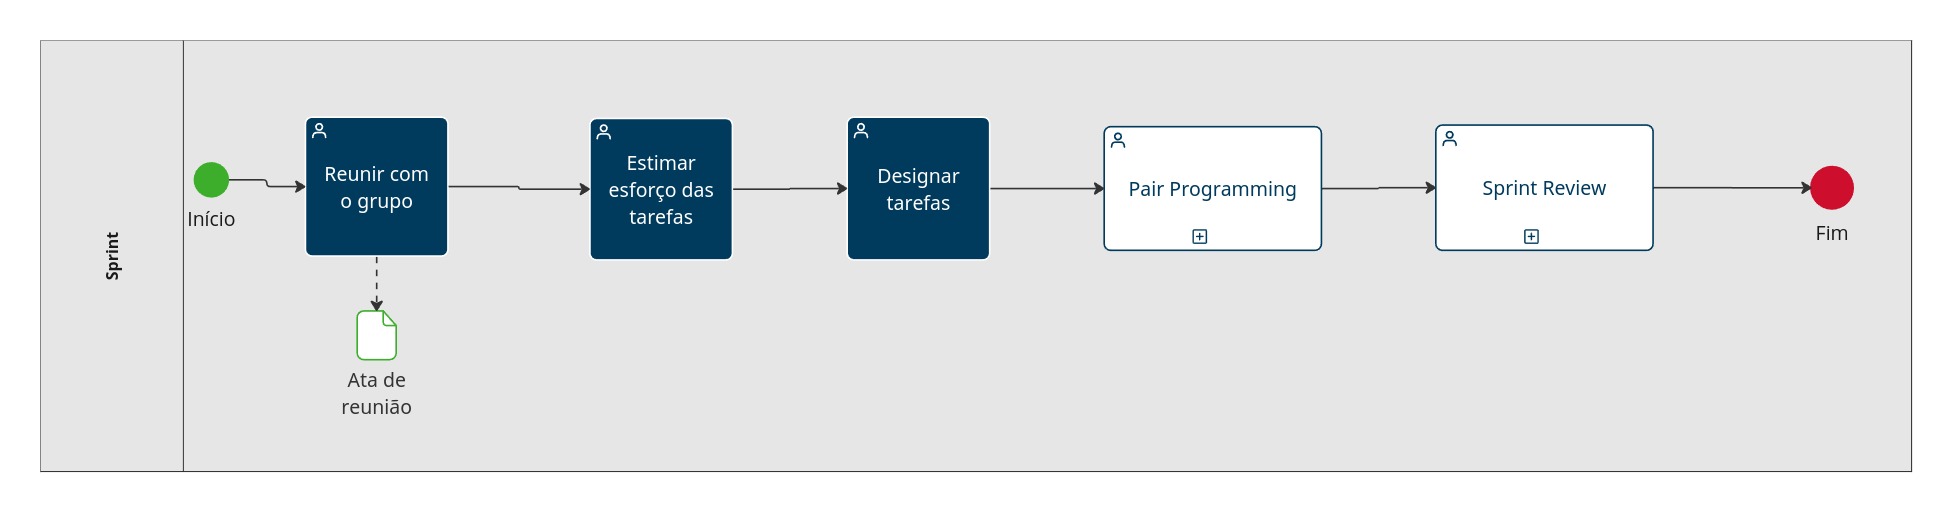 Sprint
Início
Reunir com
o grupo
Ata de
reunião
Estimar
esforço das
tarefas
Designar
tarefas
Pair Programming
Sprint Review
Fim